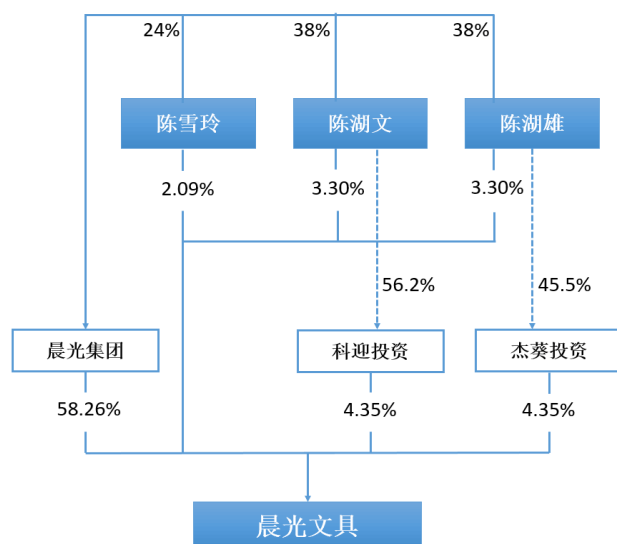 24%
38%
38%
陈雪玲
陈湖文
陈湖雄
2.09%
3.30%
3.30%
56.2%
45.5%
晨光集团
科迎投资
杰葵投资
58.26%
4.35%
4.35%
晨光文具